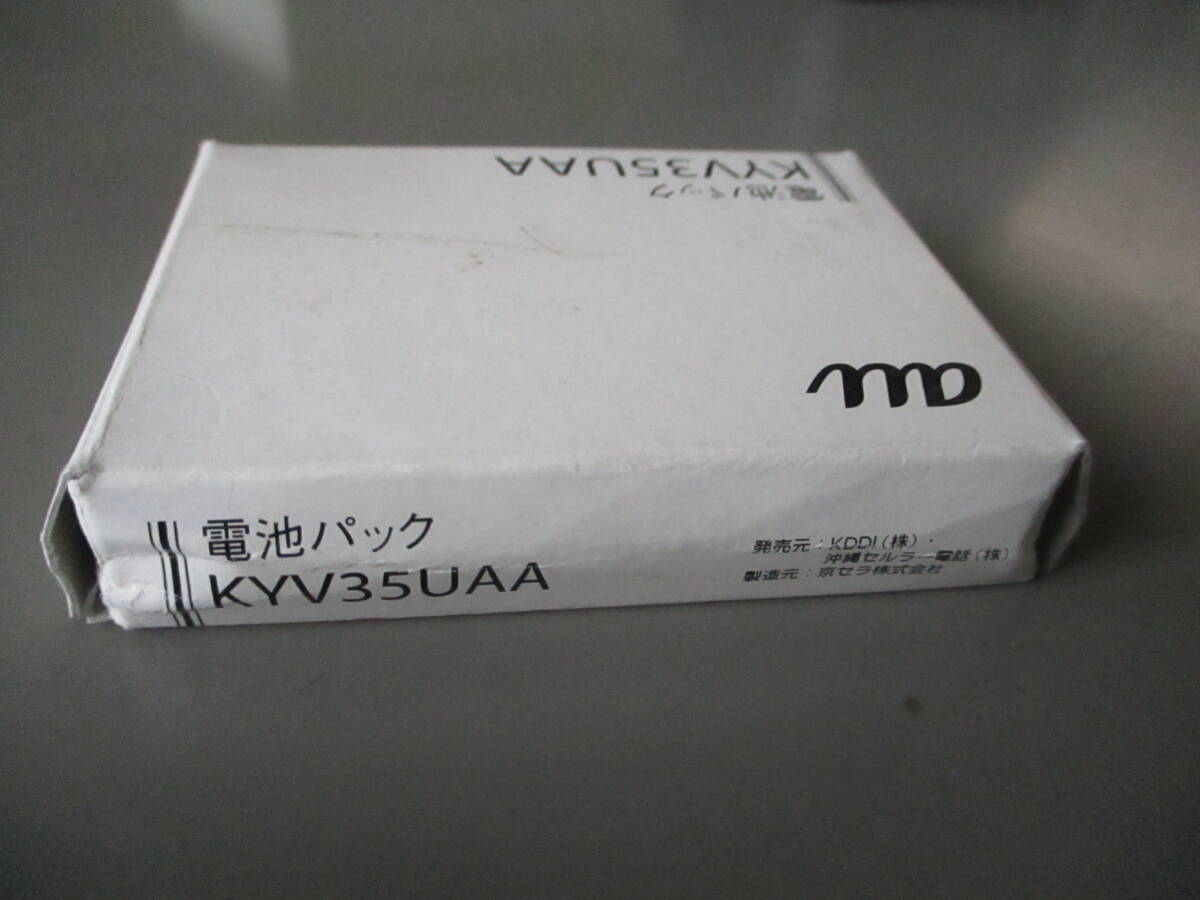 電池パック
KYV35UAA
au
電池パック
KYV35UAA
発売元：KDDI（株）・
沖縄セルラー電話（株）
製造元：京セラ株式会社